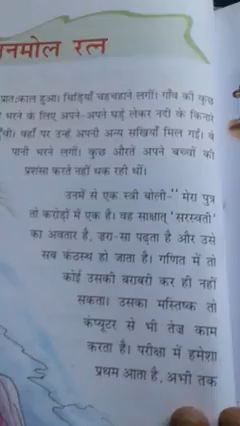 नमोल रत्न
प्रातःकाल हुआ। चिड़ियाँ चहचहाने लगीं। गाँव की कुछ
भरने के लिए अपने-अपने घड़े लेकर नदी के किनारे
वहाँ पर उन्हें अपनी अन्य सखियाँ मिल गईं। वे
पानी भरने लगीं। कुछ औरतें अपने बच्चों की
प्रशंसा करते नहीं थक रही थीं।
उनमें से एक स्त्री बोली-"मेरा पुत्र
तो करोड़ों में एक है। वह साक्षात् 'सरस्वती'
का अवतार है, ज़रा-सा पढ़ता है और उसे
सब कंठस्थ हो जाता है। गणित में तो
कोई उसकी बराबरी कर ही नहीं
सकता। उसका मस्तिष्क तो
कंप्यूटर से भी तेज काम
करता है। परीक्षा में हमेशा
प्रथम आता है, अभी तक